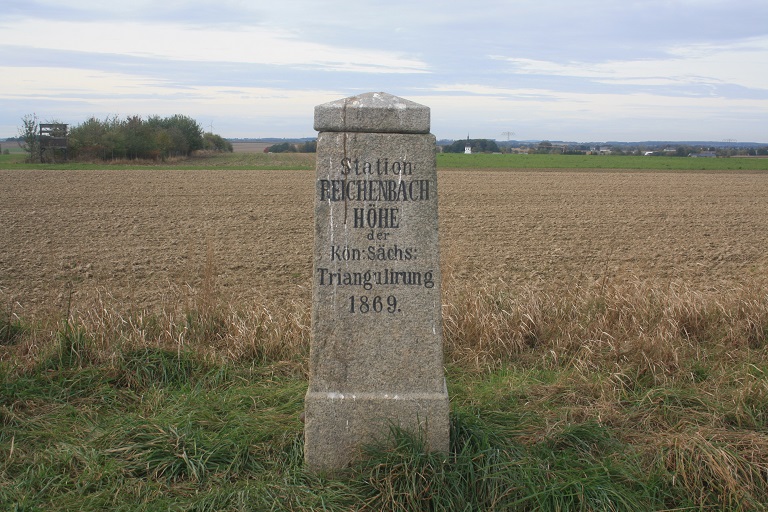 Station
REICHENBACH
HÖHE
der
Kön: Sächs:
Triangulirung
1869.